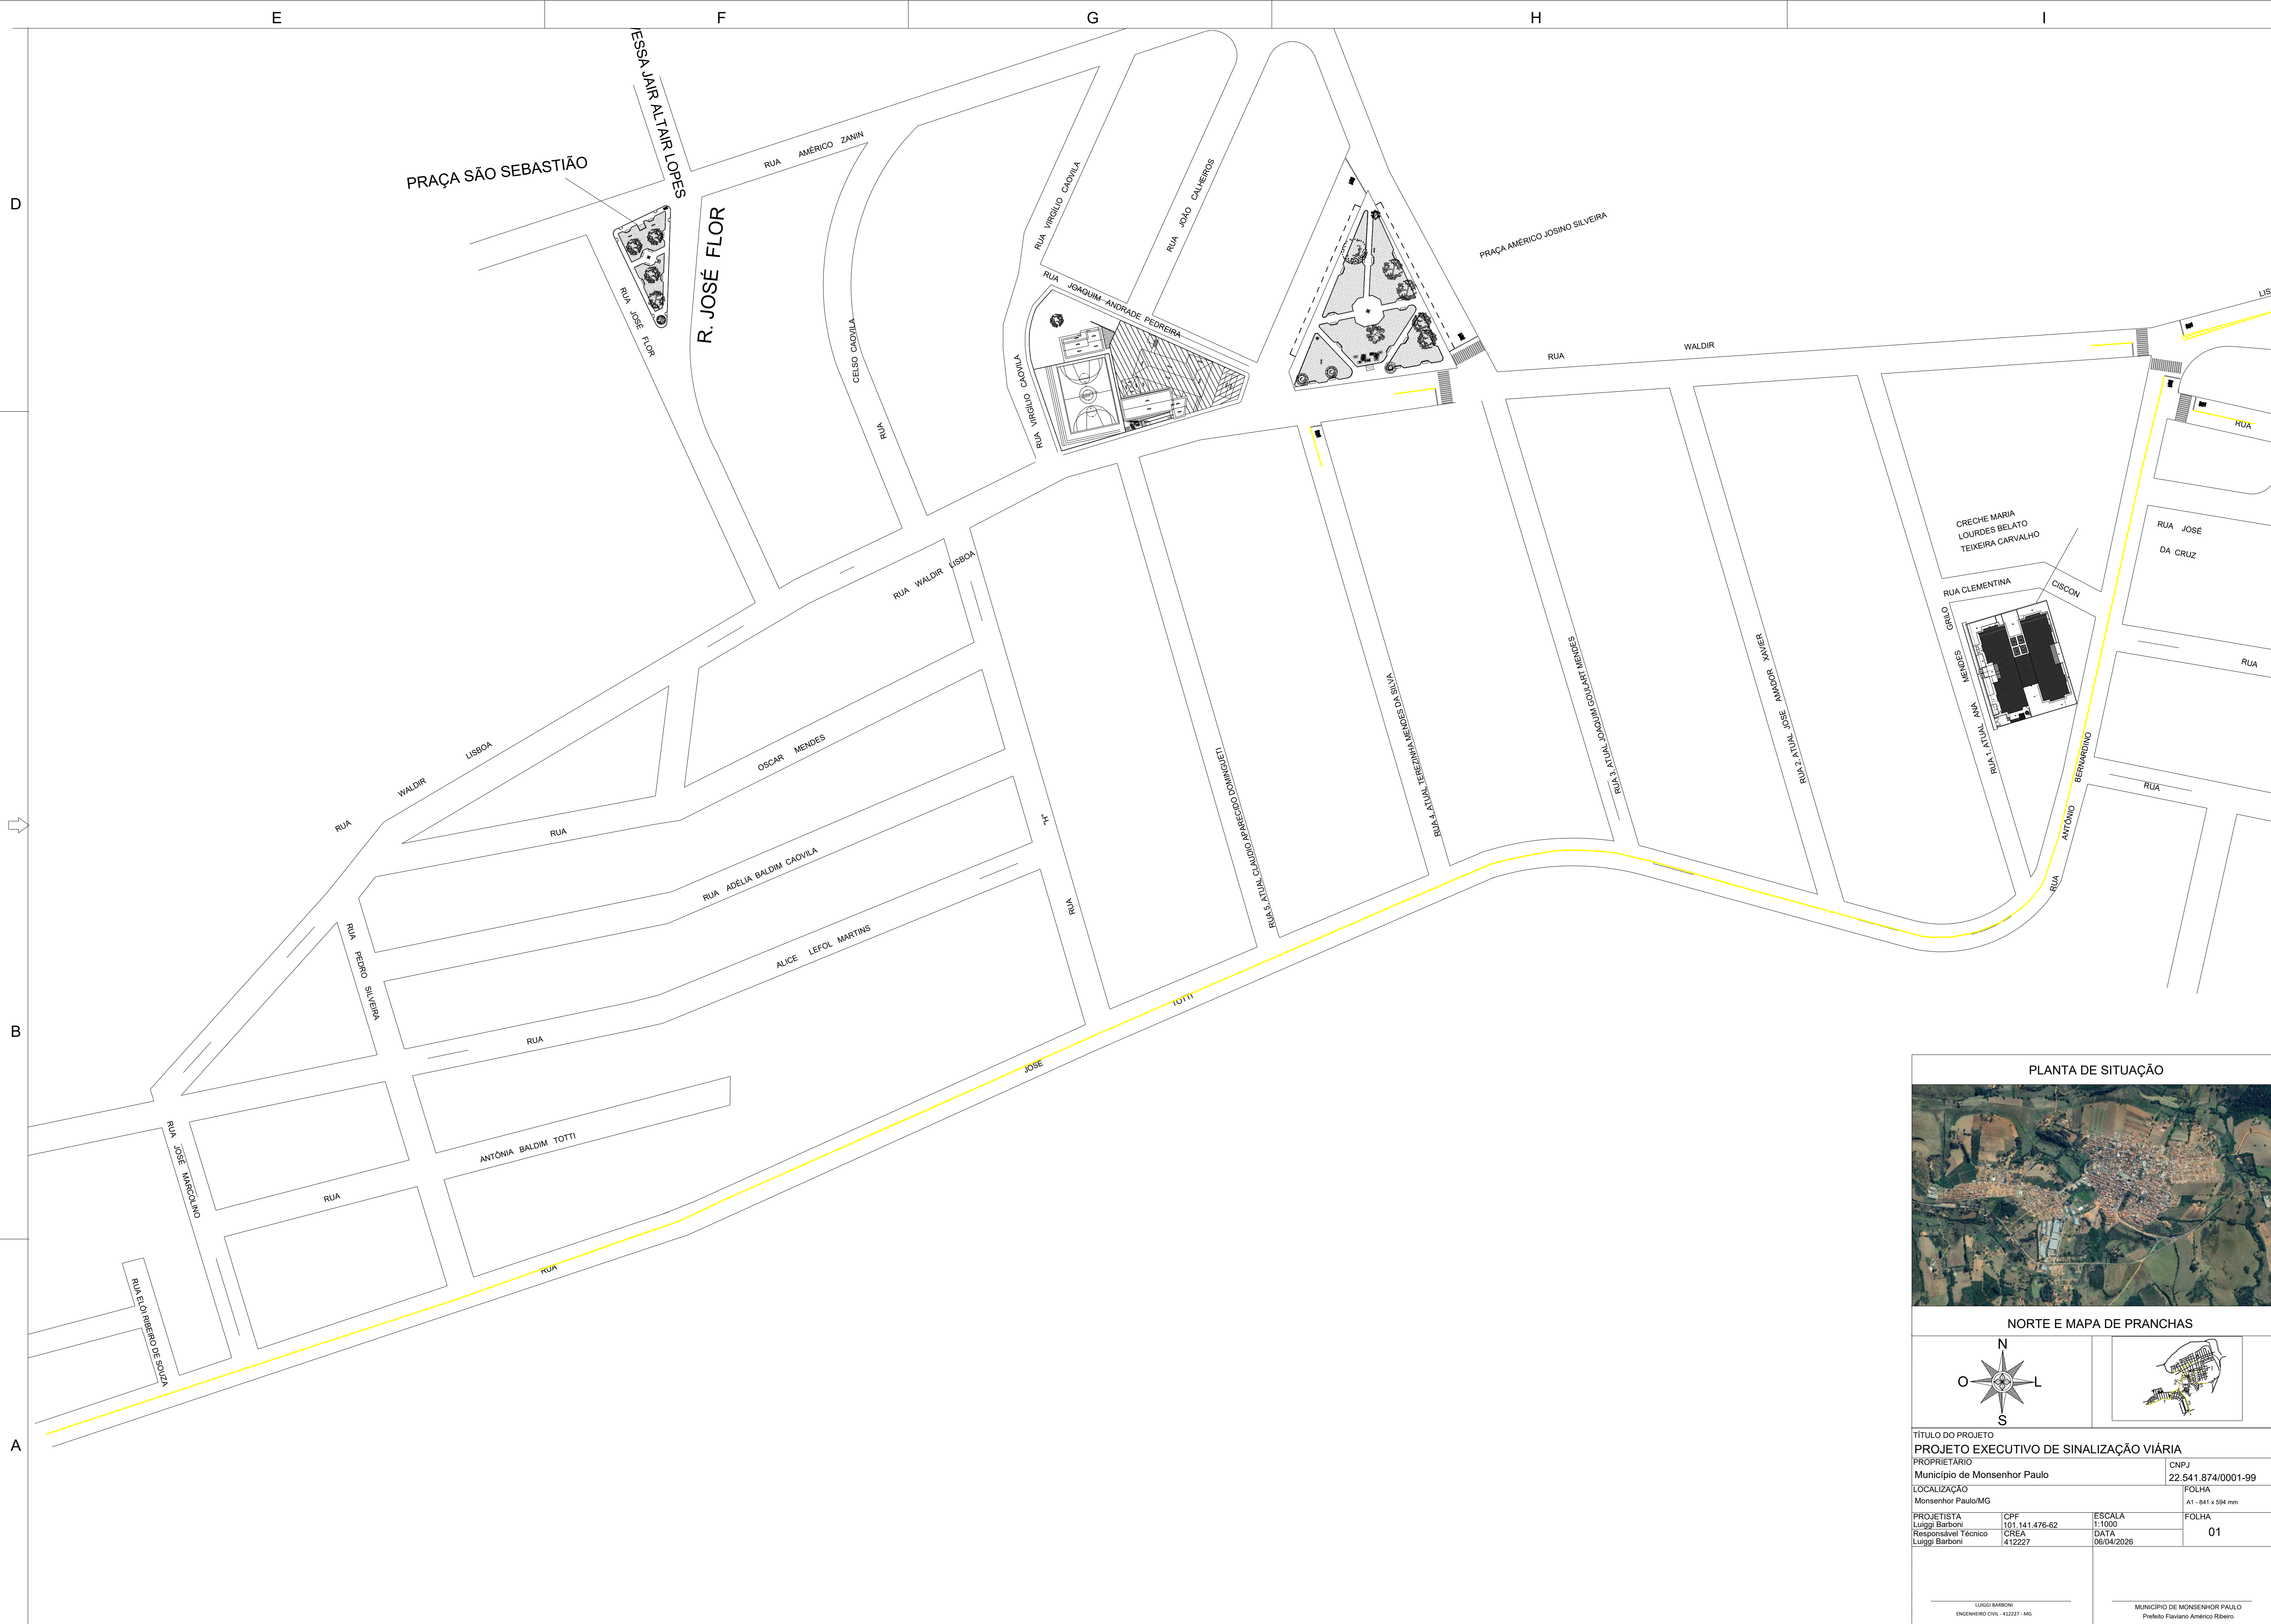 E
F
G
H
I
D
B
A
VESSA JAIR ALTAIR LOPES
PRAÇA SÃO SEBASTIÃO
RUA AMÉRICO ZANIN
R. JOSÉ FLOR
RUA JOSÉ FLOR
CELSO CAOVILA
RUA
RUA VIRGÍLIO CAOVILA
RUA JOÃO CALHEIROS
RUA JOAQUIM ANDRADE PEDREIRA
RUA VIRGÍLIO CAOVILA
PRAÇA AMÉRICO JOSINO SILVEIRA
RUA WALDIR
LIS
RUA
RUA JOSÉ
DA CRUZ
CRECHE MARIA
LOURDES BELATO
TEIXEIRA CARVALHO
RUA CLEMENTINA CISCON
RUA
RUA
RUA WALDIR LISBOA
RUA WALDIR LISBOA
RUA OSCAR MENDES
RUA ADÉLIA BALDIM CAOVILA
RUA ALICE LEFOL MARTINS
RUA PEDRO SILVEIRA
RUA ANTÔNIA BALDIM TOTTI
RUA JOSÉ MARCOLINO
RUA ELÓI RIBEIRO DE SOUZA
RUA JOSÉ TOTTI
RUA "H"
RUA 5, ATUAL CLAUDIO APARECIDO DOMINGUETI
RUA 4, ATUAL TEREZINHA MENDES DA SILVA
RUA 3, ATUAL JOAQUIM GOULART MENDES
RUA 2, ATUAL JOSE AMADOR XAVIER
RUA 1, ATUAL ANA MENDES GRILO
RUA ANTÔNIO BERNARDINO
PLANTA DE SITUAÇÃO
NORTE E MAPA DE PRANCHAS
N
O
L
S
TÍTULO DO PROJETO
PROJETO EXECUTIVO DE SINALIZAÇÃO VIÁRIA
PROPRIETÁRIO
Município de Monsenhor Paulo
CNPJ
22.541.874/0001-99
LOCALIZAÇÃO
Monsenhor Paulo/MG
FOLHA
A1 - 841 x 594 mm
PROJETISTA
Luiggi Barboni
CPF
101.141.476-62
ESCALA
1:1000
FOLHA
01
Responsável Técnico
Luiggi Barboni
CREA
412227
DATA
06/04/2026
LUIGGI BARBONI
ENGENHEIRO CIVIL - 412227 - MG
MUNICÍPIO DE MONSENHOR PAULO
Prefeito Flaviano Américo Ribeiro